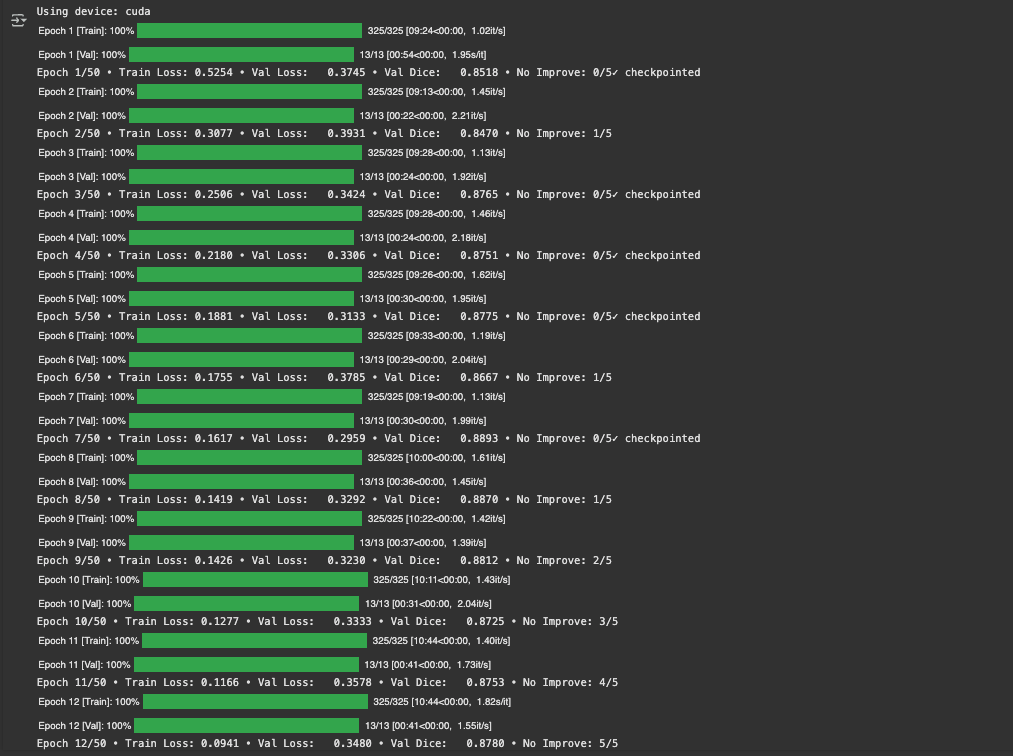 Using device: cuda
Epoch 1 [Train]: 100% 325/325 [09:24<00:00, 1.02it/s]
Epoch 1 [Val]: 100% 13/13 [00:54<00:00, 1.95s/it]
Epoch 1/50 • Train Loss: 0.5254 • Val Loss: 0.3745 • Val Dice: 0.8518 • No Improve: 0/5✓ checkpointed
Epoch 2 [Train]: 100% 325/325 [09:13<00:00, 1.45it/s]
Epoch 2 [Val]: 100% 13/13 [00:22<00:00, 2.21it/s]
Epoch 2/50 • Train Loss: 0.3077 • Val Loss: 0.3931 • Val Dice: 0.8470 • No Improve: 1/5
Epoch 3 [Train]: 100% 325/325 [09:28<00:00, 1.13it/s]
Epoch 3 [Val]: 100% 13/13 [00:24<00:00, 1.92it/s]
Epoch 3/50 • Train Loss: 0.2506 • Val Loss: 0.3424 • Val Dice: 0.8765 • No Improve: 0/5✓ checkpointed
Epoch 4 [Train]: 100% 325/325 [09:28<00:00, 1.46it/s]
Epoch 4 [Val]: 100% 13/13 [00:24<00:00, 2.18it/s]
Epoch 4/50 • Train Loss: 0.2180 • Val Loss: 0.3306 • Val Dice: 0.8751 • No Improve: 0/5✓ checkpointed
Epoch 5 [Train]: 100% 325/325 [09:26<00:00, 1.62it/s]
Epoch 5 [Val]: 100% 13/13 [00:30<00:00, 1.95it/s]
Epoch 5/50 • Train Loss: 0.1881 • Val Loss: 0.3133 • Val Dice: 0.8775 • No Improve: 0/5✓ checkpointed
Epoch 6 [Train]: 100% 325/325 [09:33<00:00, 1.19it/s]
Epoch 6 [Val]: 100% 13/13 [00:29<00:00, 2.04it/s]
Epoch 6/50 • Train Loss: 0.1755 • Val Loss: 0.3785 • Val Dice: 0.8667 • No Improve: 1/5
Epoch 7 [Train]: 100% 325/325 [09:19<00:00, 1.13it/s]
Epoch 7 [Val]: 100% 13/13 [00:30<00:00, 1.99it/s]
Epoch 7/50 • Train Loss: 0.1617 • Val Loss: 0.2959 • Val Dice: 0.8893 • No Improve: 0/5✓ checkpointed
Epoch 8 [Train]: 100% 325/325 [10:00<00:00, 1.61it/s]
Epoch 8 [Val]: 100% 13/13 [00:36<00:00, 1.45it/s]
Epoch 8/50 • Train Loss: 0.1419 • Val Loss: 0.3292 • Val Dice: 0.8870 • No Improve: 1/5
Epoch 9 [Train]: 100% 325/325 [10:22<00:00, 1.42it/s]
Epoch 9 [Val]: 100% 13/13 [00:37<00:00, 1.39it/s]
Epoch 9/50 • Train Loss: 0.1426 • Val Loss: 0.3230 • Val Dice: 0.8812 • No Improve: 2/5
Epoch 10 [Train]: 100% 325/325 [10:11<00:00, 1.43it/s]
Epoch 10 [Val]: 100% 13/13 [00:31<00:00, 2.04it/s]
Epoch 10/50 • Train Loss: 0.1277 • Val Loss: 0.3333 • Val Dice: 0.8725 • No Improve: 3/5
Epoch 11 [Train]: 100% 325/325 [10:44<00:00, 1.40it/s]
Epoch 11 [Val]: 100% 13/13 [00:41<00:00, 1.73it/s]
Epoch 11/50 • Train Loss: 0.1166 • Val Loss: 0.3578 • Val Dice: 0.8753 • No Improve: 4/5
Epoch 12 [Train]: 100% 325/325 [10:44<00:00, 1.82s/it]
Epoch 12 [Val]: 100% 13/13 [00:41<00:00, 1.55it/s]
Epoch 12/50 • Train Loss: 0.0941 • Val Loss: 0.3480 • Val Dice: 0.8780 • No Improve: 5/5